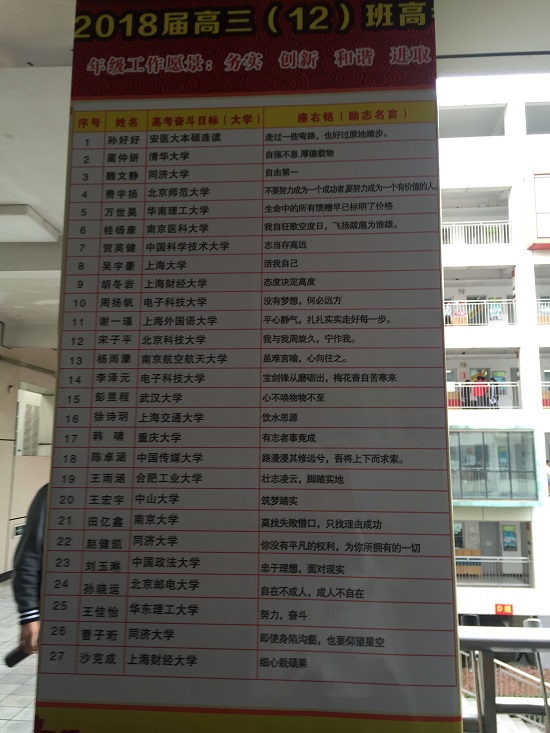 2018届高三（12）班高
年级工作愿景：务实 创新 和谐 进取
序号 姓名 高考奋斗目标（大学） 座右铭（励志名言）
1 孙好好 安医大本硕连读 走过一些弯路，也好过原地踏步。
2 蔺仲妍 清华大学 自强不息 厚德载物
3 魏文静 同济大学 自由第一
4 费宇扬 北京师范大学 不要努力成为一个成功者,要努力成为一个有价值的人。
5 万世昊 华南理工大学 生命中的所有馈赠早已标明了价格
6 桂杨康 南京医科大学 我自狂歌空度日，飞扬跋扈为谁雄。
7 贺英健 中国科学技术大学 志当存高远
8 吴宇豪 上海大学 活我自己
9 胡冬岩 上海财经大学 态度决定高度
10 周扬帆 电子科技大学 没有梦想，何必远方
11 谢一瑾 上海外国语大学 平心静气，扎扎实实走好每一步。
12 宋子平 北京科技大学 我与我周旋久，宁作我。
13 杨雨濛 南京航空航天大学 虽难言喻，心向往之。
14 李泽元 电子科技大学 宝剑锋从磨砺出，梅花香自苦寒来
15 彭昱程 武汉大学 心不唤物物不至
16 徐诗玥 上海交通大学 饮水思源
17 韩啸 重庆大学 有志者事竟成
18 陈卓涵 中国传媒大学 路漫漫其修远兮，吾将上下而求索。
19 王雨涵 合肥工业大学 壮志凌云，脚踏实地
20 王宏宇 中山大学 筑梦踏实
21 田亿鑫 南京大学 莫找失败借口，只找理由成功
22 赵健凯 同济大学 你没有平凡的权利，为你所拥有的一切
23 刘玉琳 中国政法大学 忠于理想，面对现实
24 孙晓运 北京邮电大学 自在不成人，成人不自在
25 王佳怡 华东理工大学 努力，奋斗
26 曹子珩 同济大学 即使身陷沟壑，也要仰望星空
27 沙克成 上海财经大学 细心栽硕果
D座